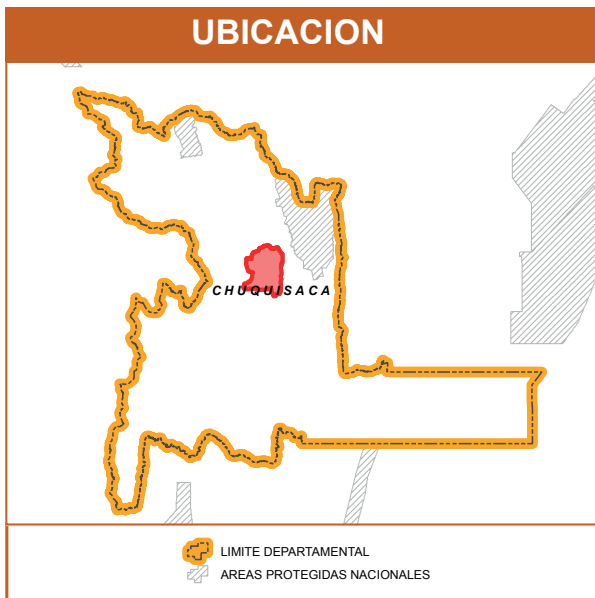 UBICACION
CHUQUISACA
LIMITE DEPARTAMENTAL
AREAS PROTEGIDAS NACIONALES